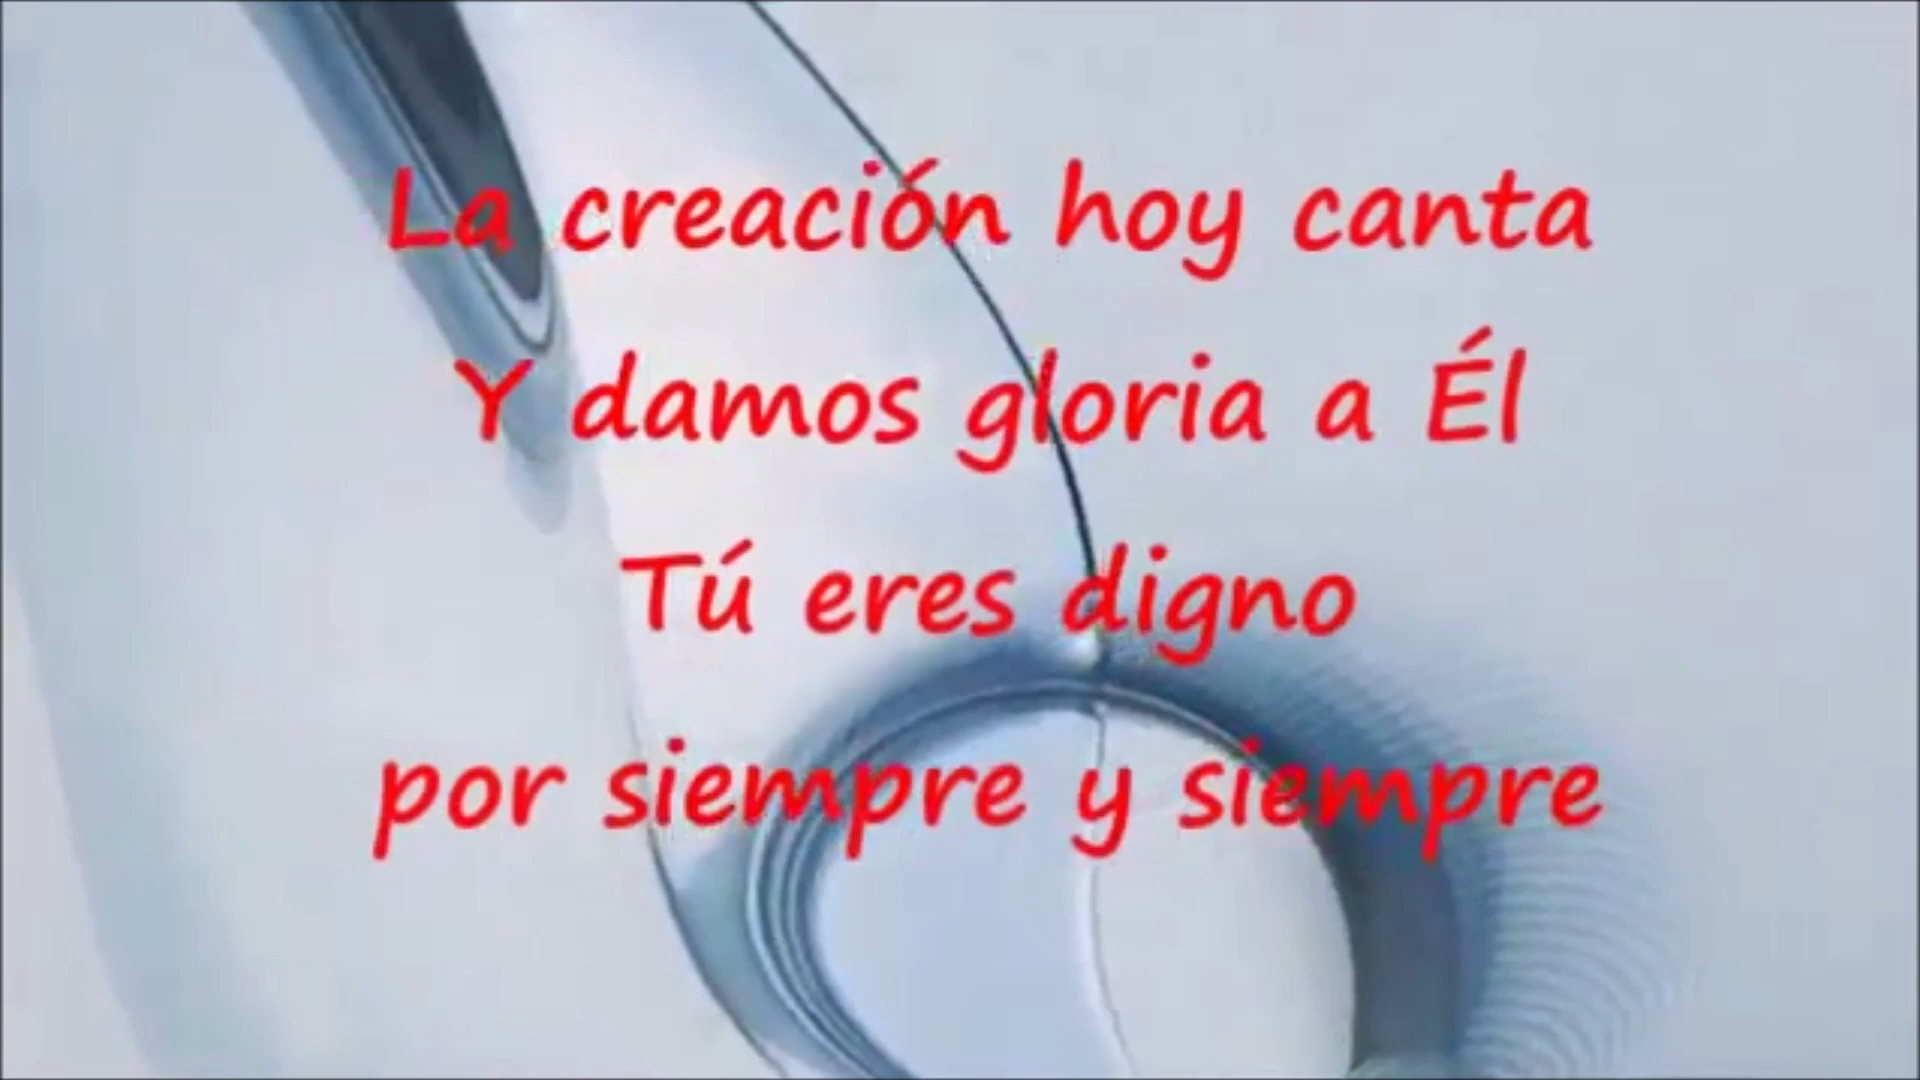 La creación hoy canta
Y damos gloria a Él
Tú eres digno
por siempre y siempre